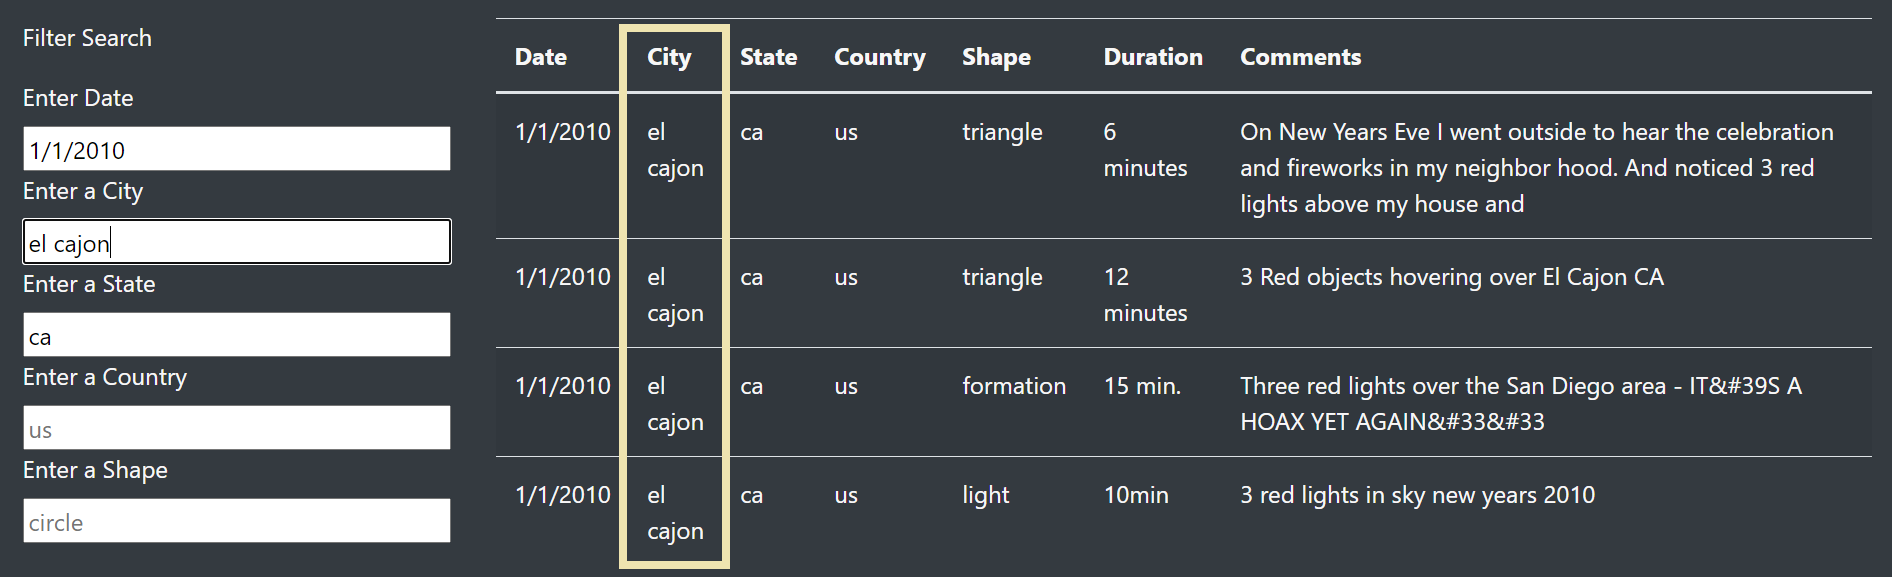 Filter Search
Enter Date
1/1/2010
Enter a City
el cajon
Enter a State
ca
Enter a Country
us
Enter a Shape
circle
Date City State Country Shape Duration Comments
1/1/2010 el ca us triangle 6 On New Years Eve I went outside to hear the celebration
cajon minutes and fireworks in my neighbor hood. And noticed 3 red
lights above my house and
1/1/2010 el ca us triangle 12 3 Red objects hovering over El Cajon CA
cajon minutes
1/1/2010 el ca us formation 15 min. Three red lights over the San Diego area - IT&#39S A
cajon HOAX YET AGAIN&#33&#33
1/1/2010 el ca us light 10min 3 red lights in sky new years 2010
cajon